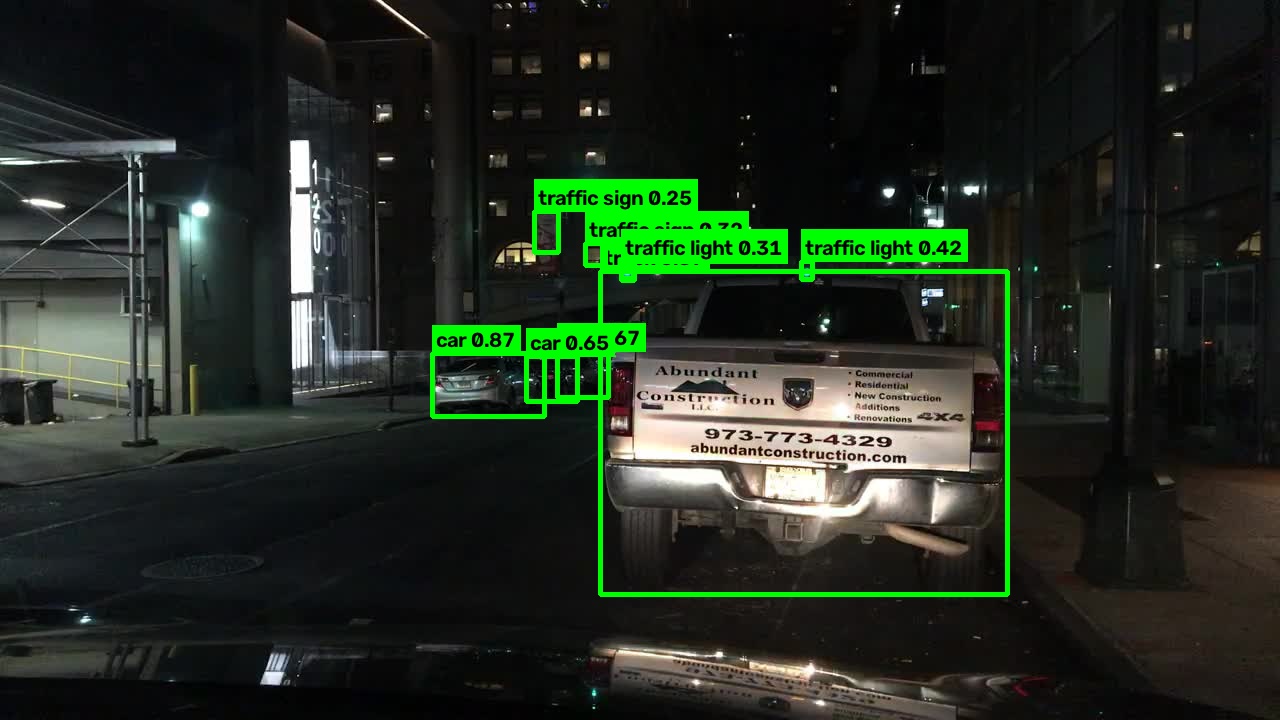 traffic sign 0.25
traffic light 0.31
traffic light 0.42
car 0.87
car 0.65
67
Abundant
Construction
L.L.C.
• Commercial
• Residential
• New Construction
Additions
• Renovations
4X4
973-773-4329
abundantconstruction.com